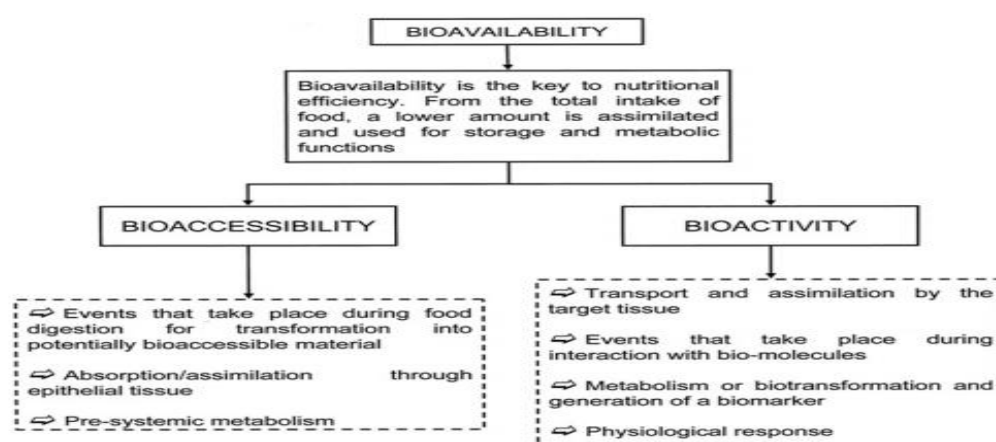 BIOAVAILABILITY
Bioavailability is the key to nutritional
efficiency. From the total intake of
food, a lower amount is assimilated
and used for storage and metabolic
functions
BIOACCESSIBILITY
⇨ Events that take place during food
digestion for transformation into
potentially bioaccessible material
⇨ Absorption/assimilation through
epithelial tissue
⇨ Pre-systemic metabolism
BIOACTIVITY
⇨ Transport and assimilation by the
target tissue
⇨ Events that take place during
interaction with bio-molecules
⇨ Metabolism or biotransformation and
generation of a biomarker
⇨ Physiological response